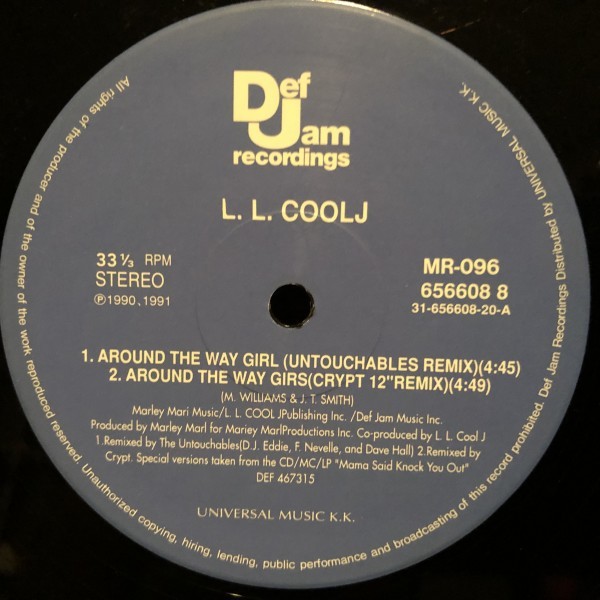 Def
Jam
recordings
L. L. COOLJ
33 ⅓ RPM
STEREO
℗1990,1991
MR-096
656608 8
31-656608-20-A
1. AROUND THE WAY GIRL (UNTOUCHABLES REMIX)(4:45)
2. AROUND THE WAY GIRS(CRYPT 12"REMIX)(4:49)
(M. WILLIAMS & J. T. SMITH)
Marley Mari Music/L. L. COOL JPublishing Inc. /Def Jam Music Inc.
Produced by Marley Marl for Mariey MarlProductions Inc. Co-produced by L. L. Cool J
1.Remixed by The Untouchables(D.J. Eddie, F. Nevelle, and Dave Hall) 2.Remixed by
Crypt. Special versions taken from the CD/MC/LP "Mama Said Knock You Out"
DEF 467315
UNIVERSAL MUSIC K.K.
All rights of the producer and of the owner of the work reproduced reserved. Unauthorized copying, hiring, lending, public performance and broadcasting of this record prohibited. Def Jam Recordings Distributed by UNIVERSAL MUSIC K.K.